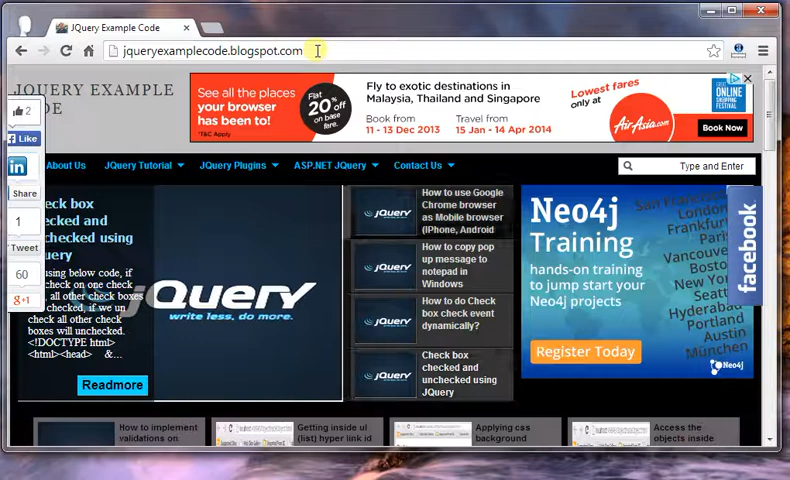 JQuery Example Code
jqueryexamplecode.blogspot.com
JQUERY EXAMPLE
CODE
See all the places
your browser
has been to!
*T&C Apply
Flat
20%
off on
base fare.
Fly to exotic destinations in
Malaysia, Thailand and Singapore
Book from
11 - 13 Dec 2013
Travel from
15 Jan - 14 Apr 2014
Lowest fares
only at
AirAsia.com
GREAT
ONLINE
SHOPPING
FESTIVAL
Book Now
2
Like
in
Share
1
Tweet
60
g+1
About Us
JQuery Tutorial
JQuery Plugins
ASP.NET JQuery
Contact Us
Type and Enter
Check box
checked and
unchecked using
jQuery
using below code, if
check on one check
, all other check boxes
checked, if we un
check all other check
boxes will unchecked.
<!DOCTYPE html>
<html><head> &...
Readmore
jQuery
write less, do more.
jQuery
How to use Google
Chrome browser
as Mobile browser
(IPhone, Android
jQuery
How to copy pop
up message to
notepad in
Windows
jQuery
How to do Check
box check event
dynamically?
jQuery
Check box
checked and
unchecked using
JQuery
Neo4j
Training
hands-on training
to jump start your
Neo4j projects
Register Today
San Francisco
London
Frankfurt
Paris
Vancouver
Boston
New York
Seattle
Hyderabad
Portland
Austin
München
Neo4j
facebook
How to implement
validations on
Getting inside ul
(list) hyper link id
Applying css
background
Access the
objects inside